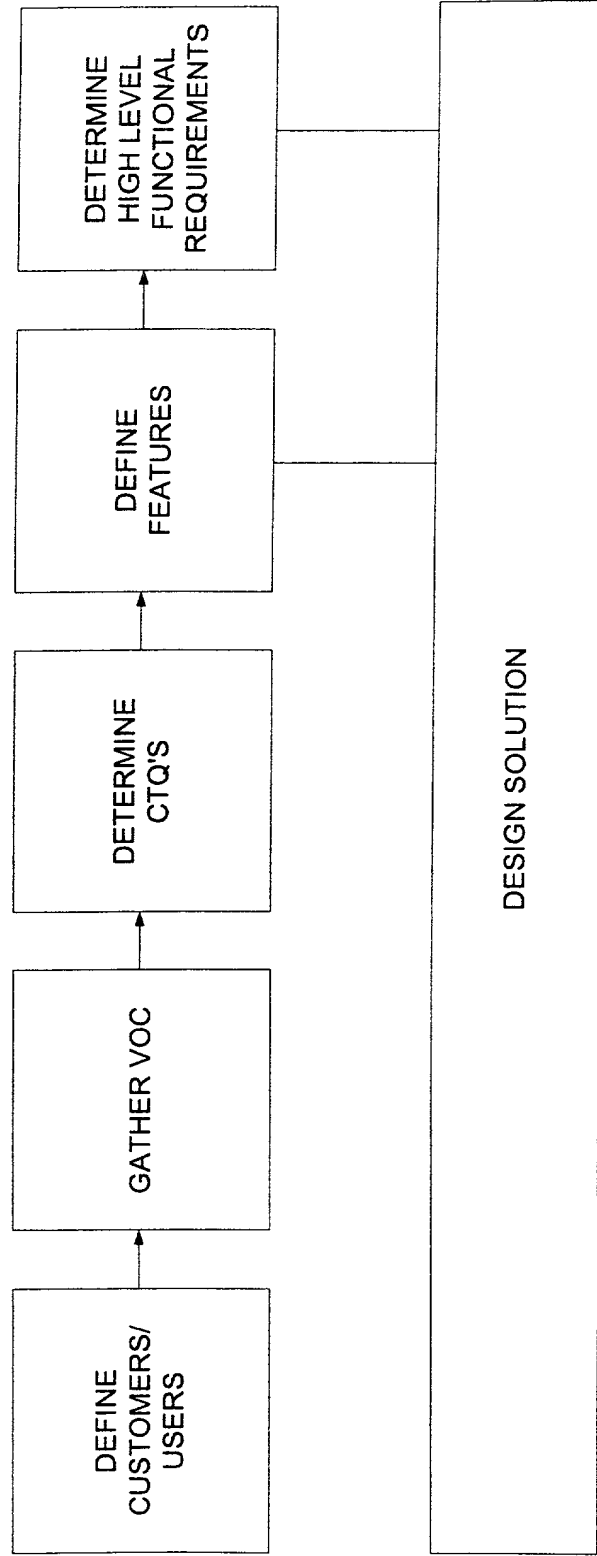 DEFINE
CUSTOMERS/
USERS
GATHER VOC
DETERMINE
CTQ'S
DEFINE
FEATURES
DETERMINE
HIGH LEVEL
FUNCTIONAL
REQUIREMENTS
DESIGN SOLUTION